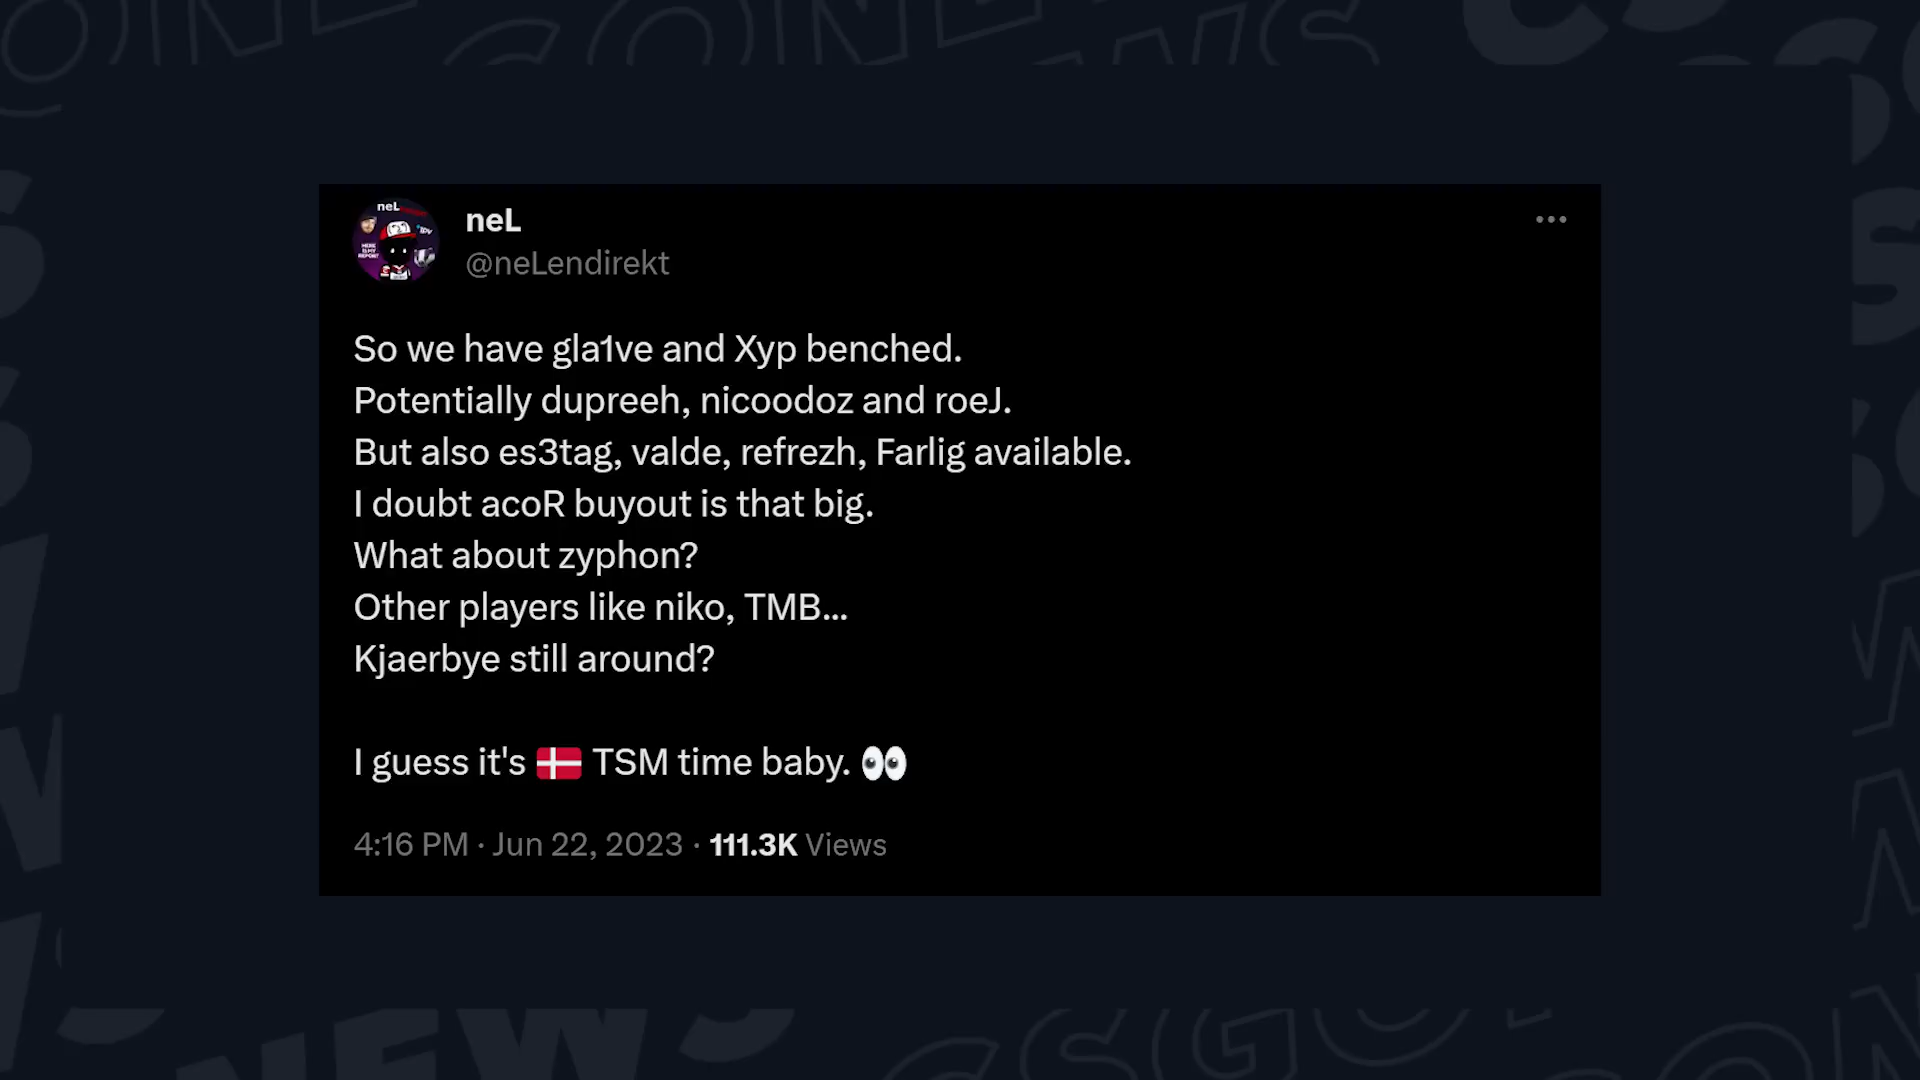 neL
@neLendirekt
So we have gla1ve and Xyp benched.
Potentially dupreeh, nicoodoz and roeJ.
But also es3tag, valde, refrezh, Farlig available.
I doubt acoR buyout is that big.
What about zyphon?
Other players like niko, TMB...
Kjaerbye still around?
I guess it's 🇩🇰 TSM time baby. 👀
4:16 PM · Jun 22, 2023 · 111.3K Views
NEWS
CSGO